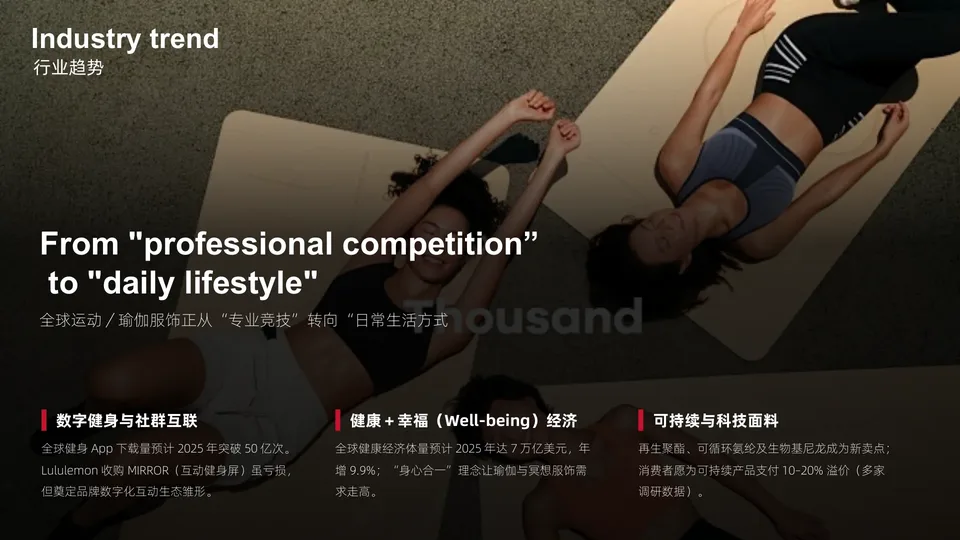 Industry trend
行业趋势
From "professional competition”
to "daily lifestyle"
全球运动 / 瑜伽服饰正从“专业竞技”转向“日常生活方式
Thousand
数字健身与社群互联
全球健身 App 下载量预计 2025 年突破 50 亿次。
Lululemon 收购 MIRROR（互动健身屏）虽亏损，
但奠定品牌数字化互动生态雏形。
健康 + 幸福（Well-being）经济
全球健康经济体量预计 2025 年达 7 万亿美元，年
增 9.9%； “身心合一”理念让瑜伽与冥想服饰需
求走高。
可持续与科技面料
再生聚酯、可循环氨纶及生物基尼龙成为新卖点；
消费者愿为可持续产品支付 10-20% 溢价（多家
调研数据）。